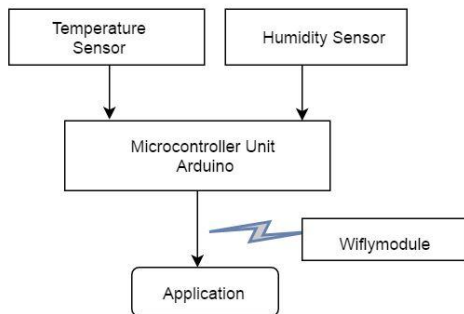 Temperature
Sensor
Humidity Sensor
Microcontroller Unit
Arduino
Wiflymodule
Application